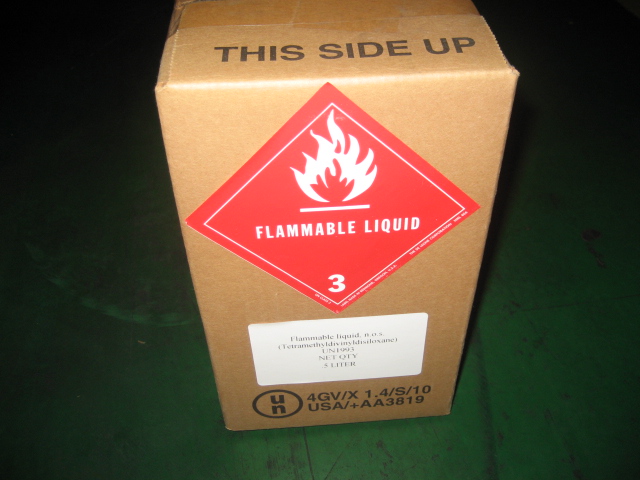 THIS SIDE UP
FLAMMABLE LIQUID
3
Flammable liquid, n.o.s.
(Tetramethyldivinyldisiloxane)
UN1993
NET QTY
5 LITER
un
4GV/X 1.4/S/10
USA/+AA3819